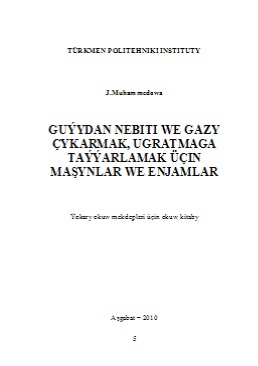 TÜRKMEN POLITEHNIKI INSTITUTY
J.Muhammedowa
GUÝYDAN NEBITI WE GAZY
ÇYKARMAK, UGRATMAGA
TAÝÝARLAMAK ÜÇIN
MAŞYNLAR WE ENJAMLAR
Ýokary okuw mekdepleri üçin okuw kitaby
Aşgabat – 2010
5